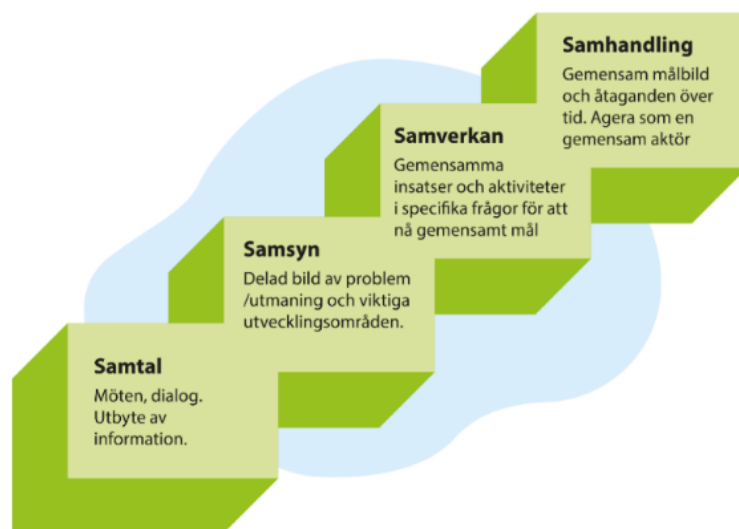 Samhandling
Gemensam målbild
och åtaganden över
tid. Agera som en
gemensam aktör
Samverkan
Gemensamma
insatser och aktiviteter
i specifika frågor för att
nå gemensamt mål
Samsyn
Delad bild av problem
/utmaning och viktiga
utvecklingsområden.
Samtal
Möten, dialog.
Utbyte av
information.